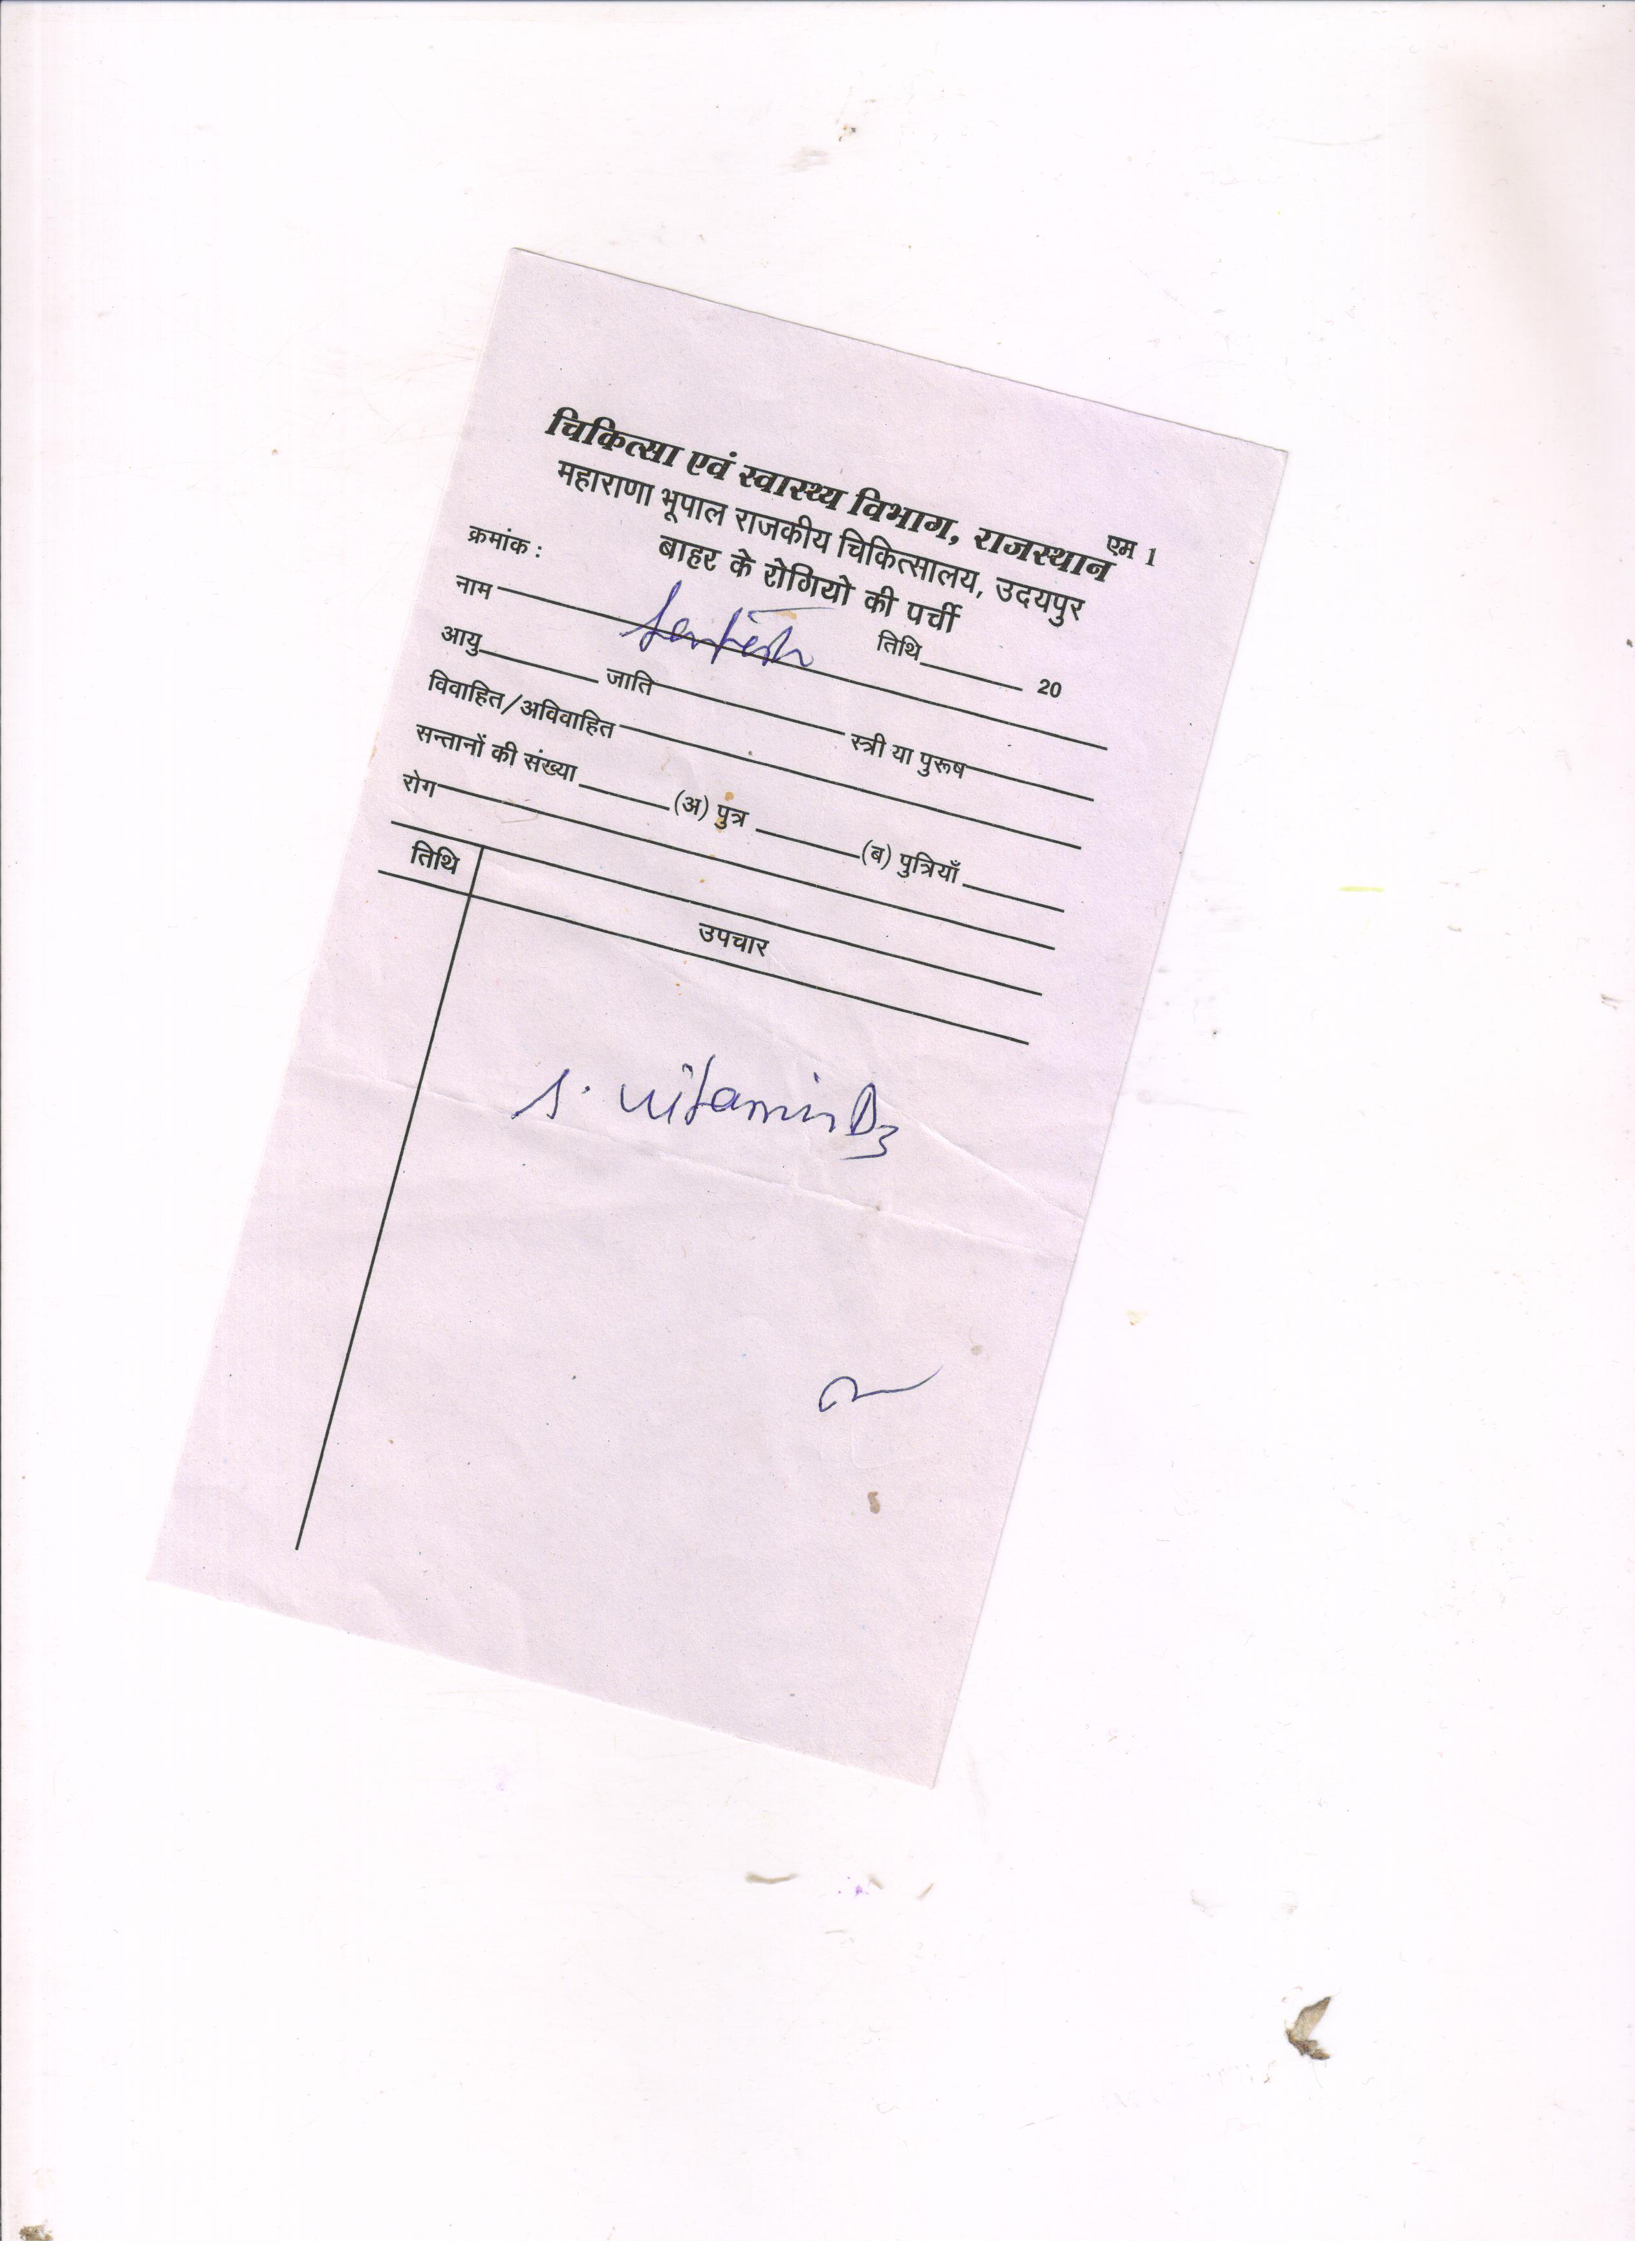 चिकित्सा एवं स्वास्थ्य विभाग, राजस्थान
एम 1
महाराणा भूपाल राजकीय चिकित्सालय, उदयपुर
बाहर के रोगियो की पर्ची
क्रमांक :
तिथि 20
नाम
आयु जाति स्त्री या पुरूष
विवाहित/अविवाहित
सन्तानों की संख्या (अ) पुत्र (ब) पुत्रियाँ
रोग
तिथि उपचार
S. Vitamin D3